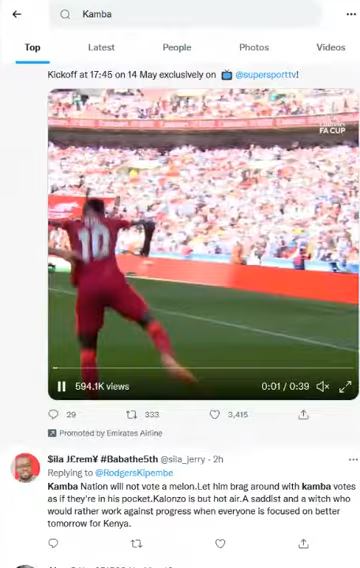 Kamba
Top Latest People Photos Videos
Kickoff at 17:45 on 14 May exclusively on 📺 @supersporttv!
FA CUP
10
594.1K views 0:01 / 0:39
29 333 3,415
Promoted by Emirates Airline
$ila J£rem¥ #Babathe5th @sila_jerry · 2h
Replying to @RodgersKipembe
Kamba Nation will not vote a melon.Let him brag around with kamba votes
as if they're in his pocket.Kalonzo is but hot air.A saddist and a witch who
would rather work against progress when everyone is focused on better
tomorrow for Kenya.